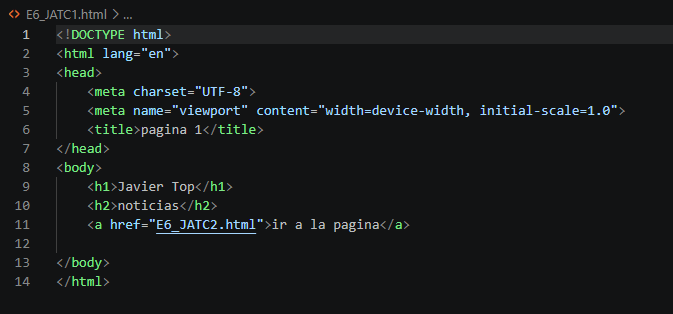 <> E6_JATC1.html > ...
1 <!DOCTYPE html>
2 <html lang="en">
3 <head>
4     <meta charset="UTF-8">
5     <meta name="viewport" content="width=device-width, initial-scale=1.0">
6     <title>pagina 1</title>
7 </head>
8 <body>
9     <h1>Javier Top</h1>
10     <h2>noticias</h2>
11     <a href="E6_JATC2.html">ir a la pagina</a>
12
13 </body>
14 </html>